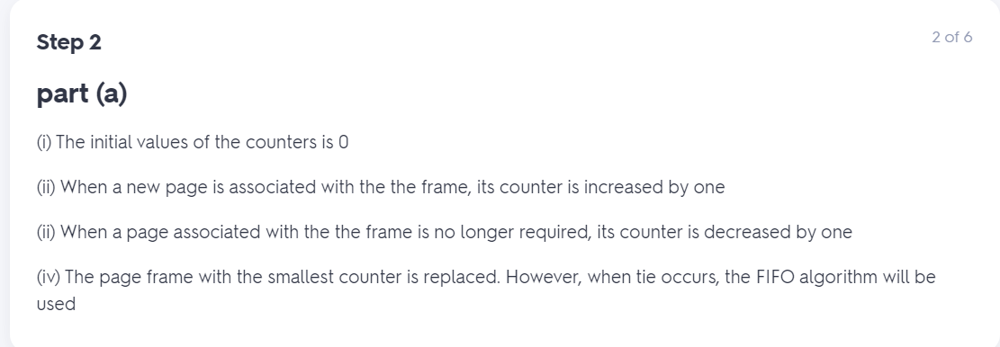 Step 2
2 of 6
part (a)
(i) The initial values of the counters is 0
(ii) When a new page is associated with the the frame, its counter is increased by one
(ii) When a page associated with the the frame is no longer required, its counter is decreased by one
(iv) The page frame with the smallest counter is replaced. However, when tie occurs, the FIFO algorithm will be
used